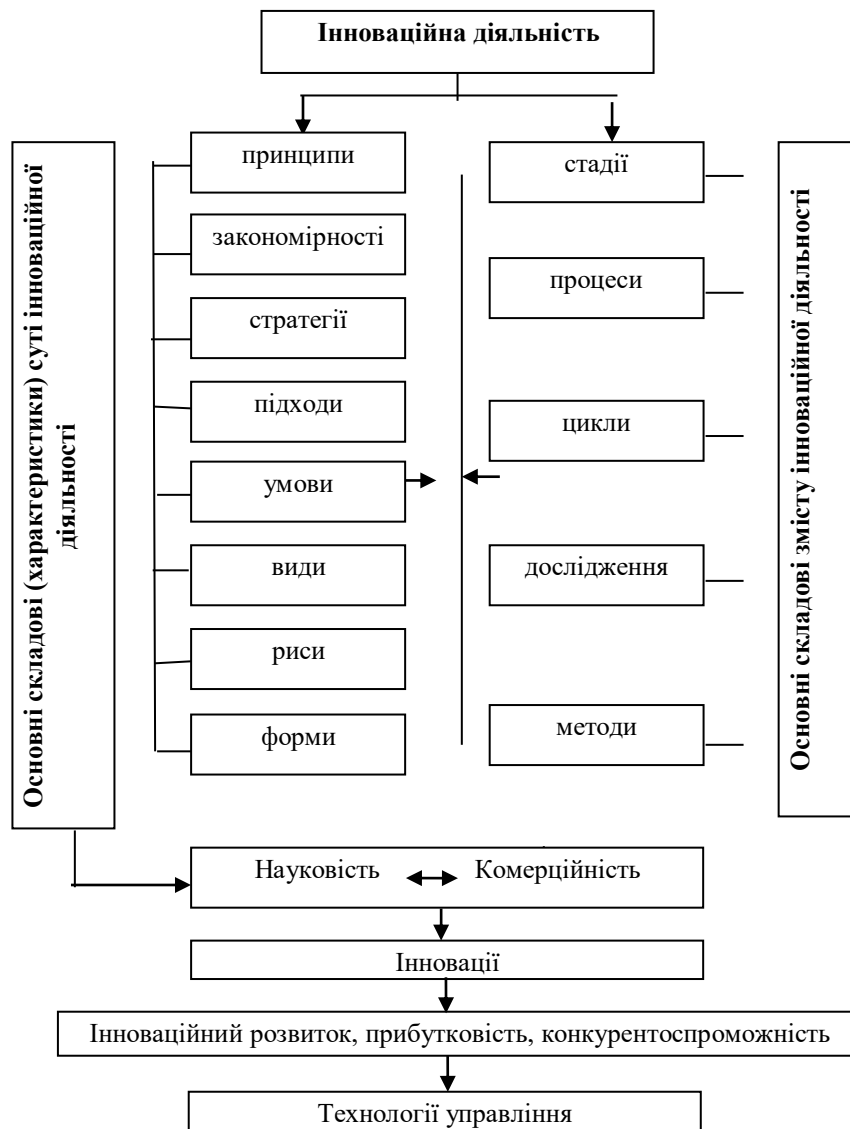 Інноваційна діяльність
Основні складові (характеристики) суті інноваційної
діяльності
принципи
закономірності
стратегії
підходи
умови
види
риси
форми
стадії
процеси
цикли
дослідження
методи
Основні складові змісту інноваційної діяльності
Науковість Комерційність
Інновації
Інноваційний розвиток, прибутковість, конкурентоспроможність
Технології управління